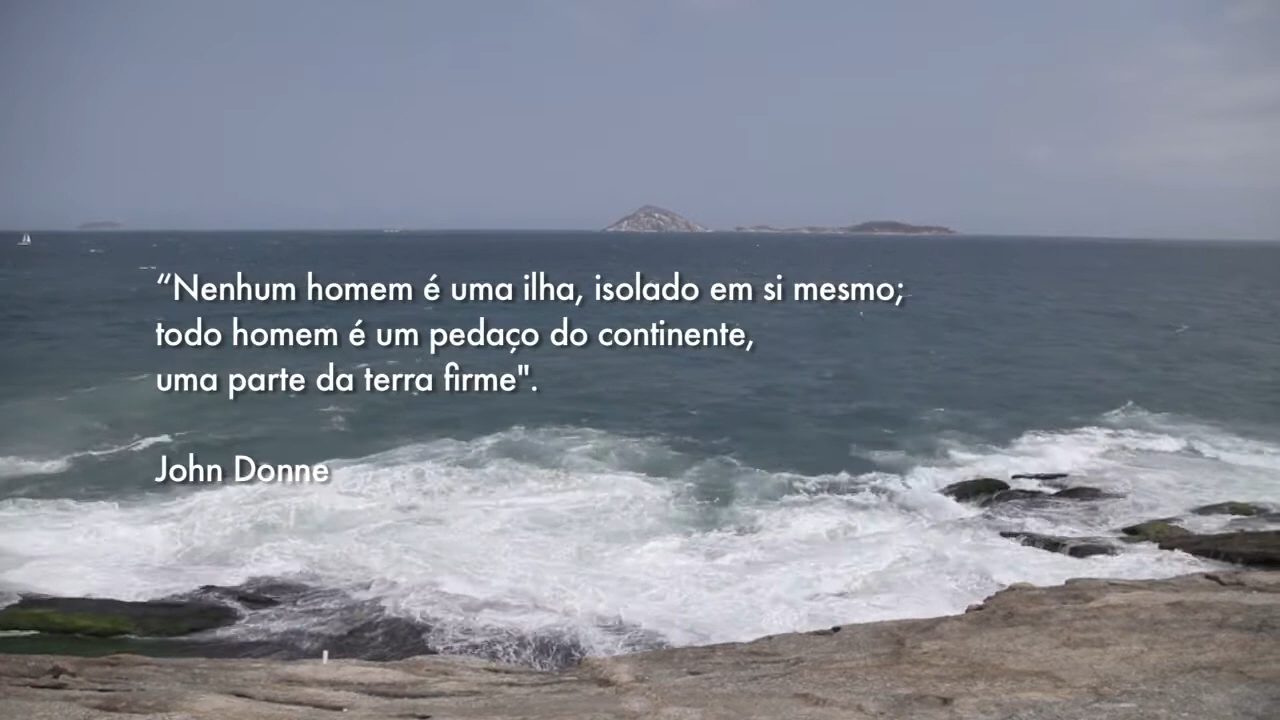 “Nenhum homem é uma ilha, isolado em si mesmo;
todo homem é um pedaço do continente,
uma parte da terra firme".
John Donne